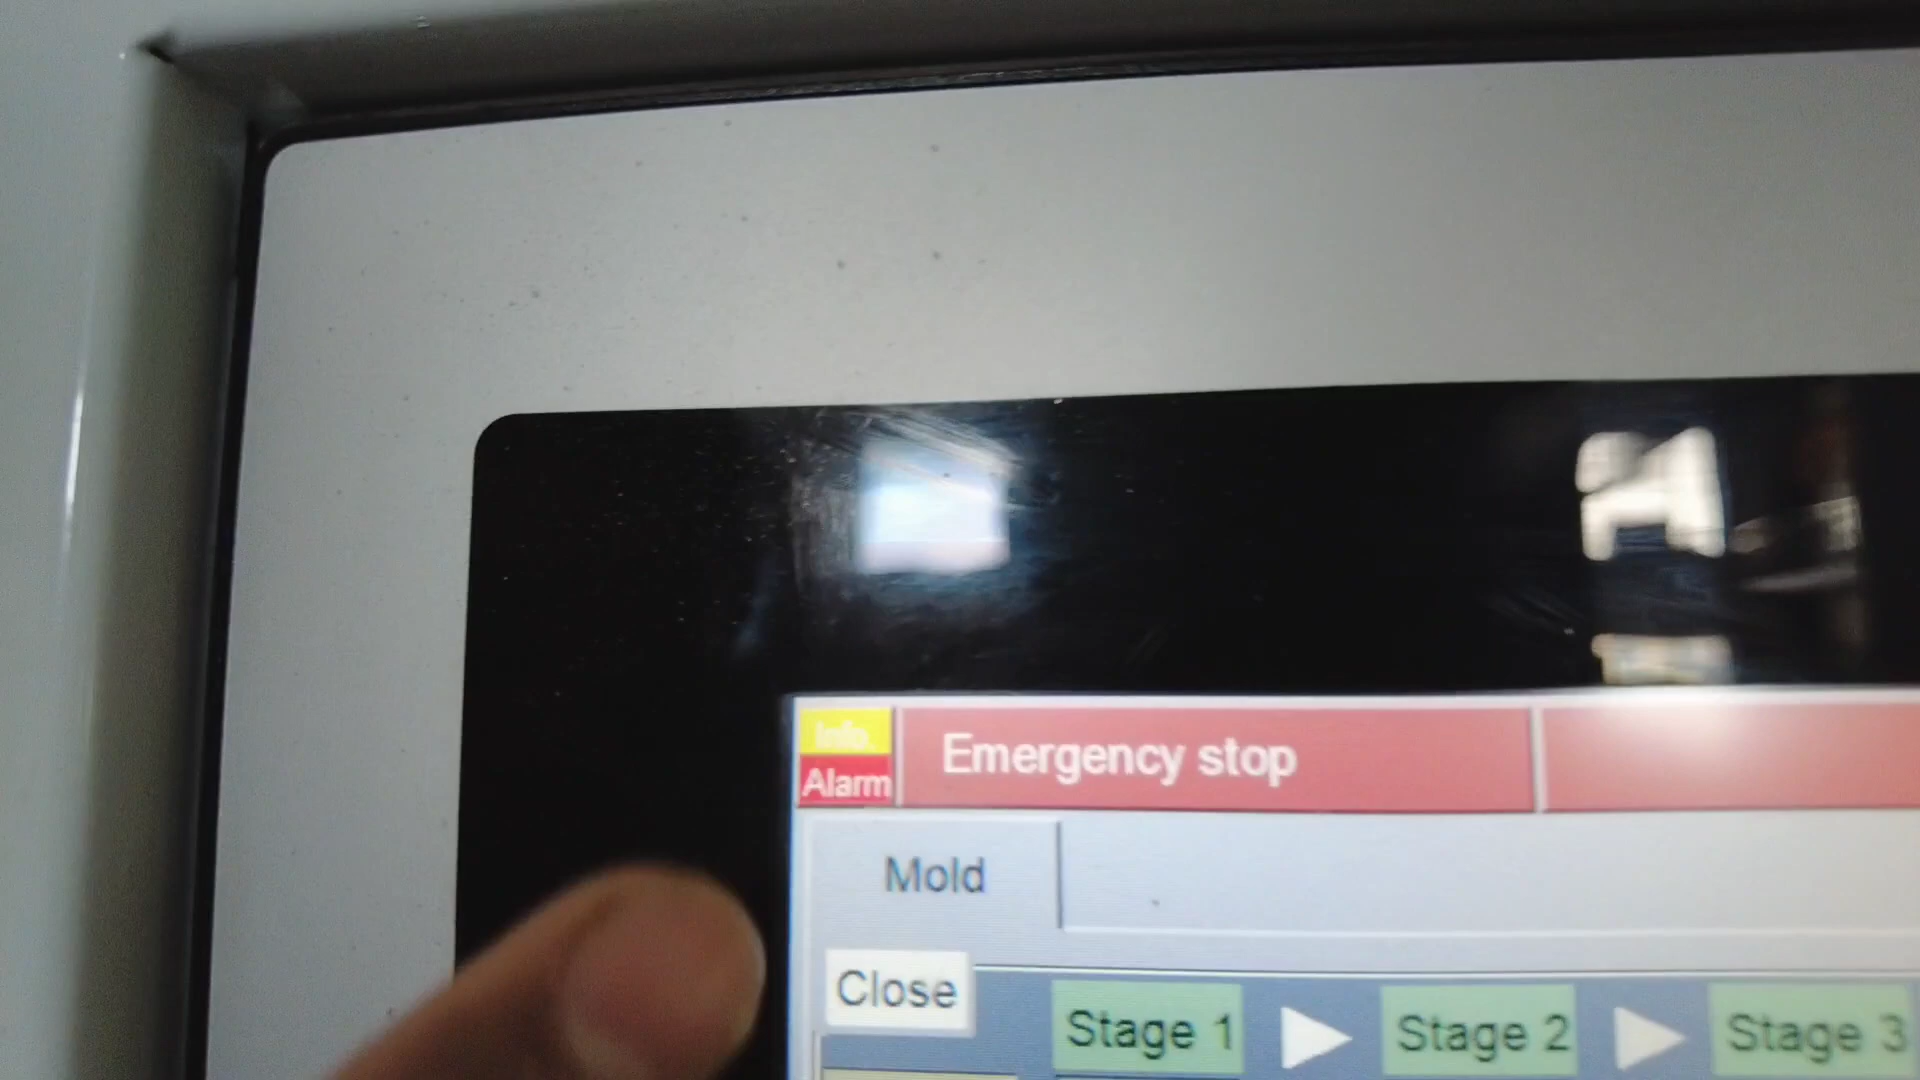 Info.
Alarm
Emergency stop
Mold
Close
Stage 1
Stage 2
Stage 3